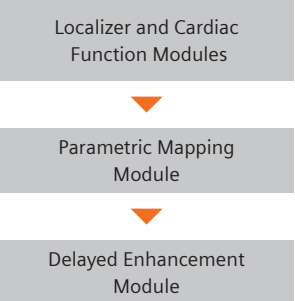 Localizer and Cardiac
Function Modules
Parametric Mapping
Module
Delayed Enhancement
Module